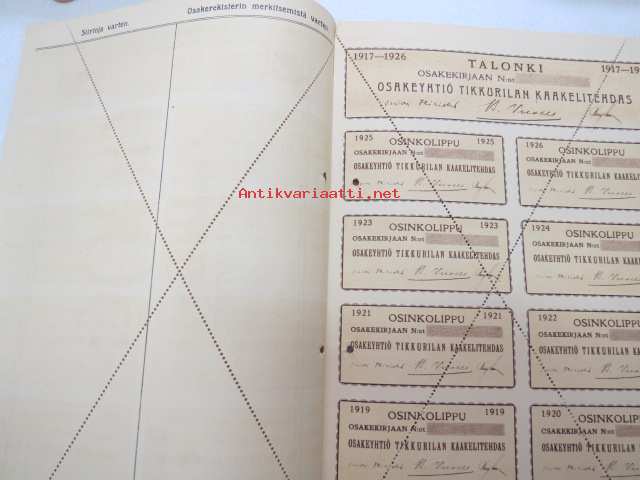 Siirtoja varten.
Osakerekisterin merkitsemistä varten
1917—1926
TALONKI
1917—19
OSAKEKIRJAAN N:ot
OSAKEYHTIÖ TIKKURILAN KAAKELITEHDAS
1925
OSINKOLIPPU
1925
OSAKEKIRJAAN N:ot
OSAKEYHTIÖ TIKKURILAN KAAKELITEHDAS
1926
OSINKOLIPPU
OSAKEKIRJAAN N:ot
OSAKEYHTIÖ TIKKURILAN KAAKELITEHDAS
Antikvariaatti.net
1923
OSINKOLIPPU
1923
OSAKEKIRJAAN N:ot
OSAKEYHTIÖ TIKKURILAN KAAKELITEHDAS
1924
OSINKOLIPPU
OSAKEKIRJAAN N:ot
OSAKEYHTIÖ TIKKURILAN KAAKELITEHDAS
1921
OSINKOLIPPU
1921
OSAKEKIRJAAN N:ot
OSAKEYHTIÖ TIKKURILAN KAAKELITEHDAS
1922
OSINKOLIPPU
OSAKEKIRJAAN N:ot
OSAKEYHTIÖ TIKKURILAN KAAKELITEHDAS
1919
OSINKOLIPPU
1919
OSAKEKIRJAAN N:ot
OSAKEYHTIÖ TIKKURILAN KAAKELITEHDAS
1920
OSINKOLIPPU
OSAKEKIRJAAN N:ot
OSAKEYHTIÖ TIKKURILAN KAAKELITEHDAS